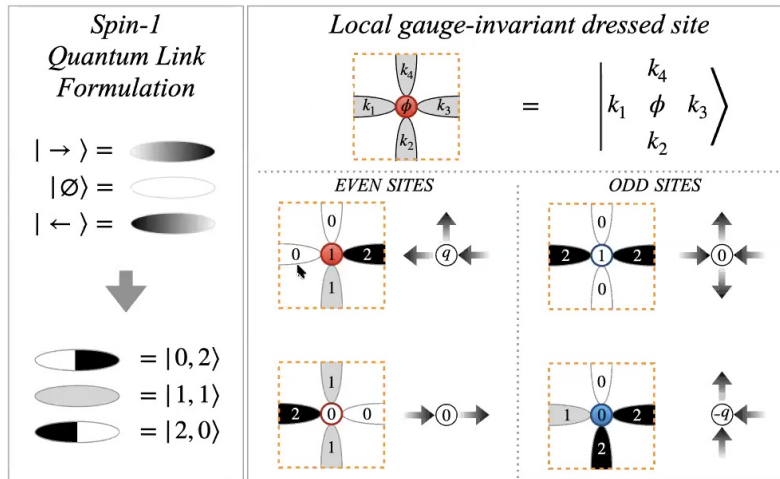 Spin-1
Quantum Link
Formulation
| → ⟩ =
|∅⟩ =
| ← ⟩ =
= |0,2⟩
= |1,1⟩
= |2,0⟩
Local gauge-invariant dressed site
k4
k1 ϕ k3
k2
=
k4
| k1 ϕ k3 ⟩
k2
EVEN SITES
0
0 1 2
1
q
1
2 0 0
1
0
ODD SITES
0
2 1 2
0
0
0
1 0 2
2
-q